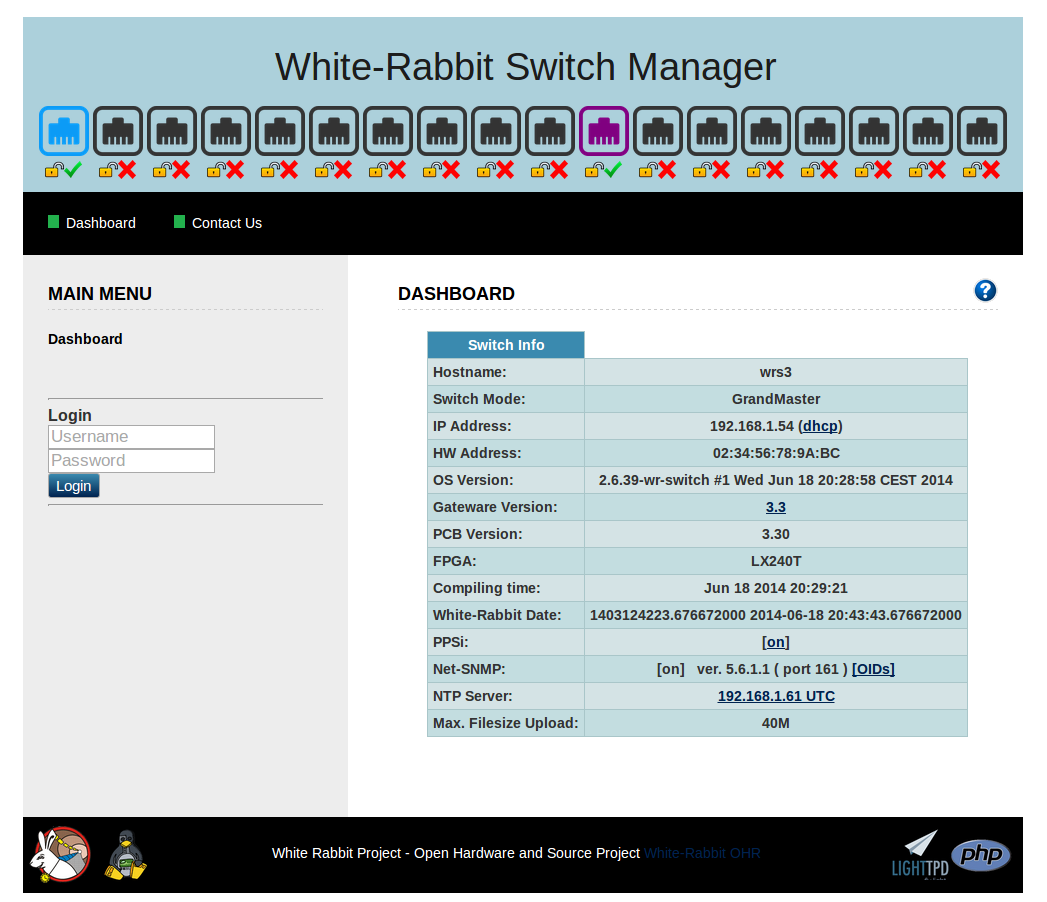 White-Rabbit Switch Manager
Dashboard Contact Us
MAIN MENU
Dashboard
Login
Username
Password
Login
DASHBOARD
?
Switch Info
Hostname: wrs3
Switch Mode: GrandMaster
IP Address: 192.168.1.54 (dhcp)
HW Address: 02:34:56:78:9A:BC
OS Version: 2.6.39-wr-switch #1 Wed Jun 18 20:28:58 CEST 2014
Gateware Version: 3.3
PCB Version: 3.30
FPGA: LX240T
Compiling time: Jun 18 2014 20:29:21
White-Rabbit Date: 1403124223.676672000 2014-06-18 20:43:43.676672000
PPSi: [on]
Net-SNMP: [on] ver. 5.6.1.1 ( port 161 ) [OIDs]
NTP Server: 192.168.1.61 UTC
Max. Filesize Upload: 40M
White Rabbit Project - Open Hardware and Source Project White-Rabbit OHR
LIGHTTPD
php